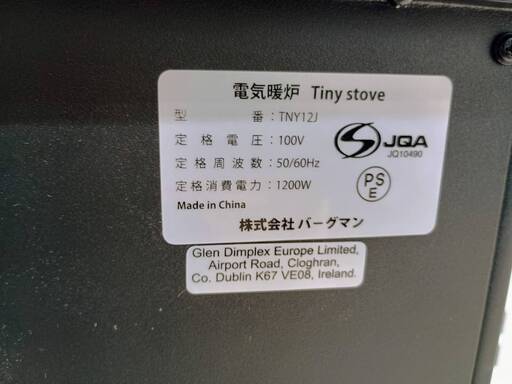 電気暖炉 Tiny stove
型 番：TNY12J
定格電圧：100V
定格周波数：50/60Hz
定格消費電力：1200W
Made in China
JQA
JQ10490
PS
E
株式会社 バーグマン
Glen Dimplex Europe Limited,
Airport Road, Cloghran,
Co. Dublin K67 VE08, Ireland.